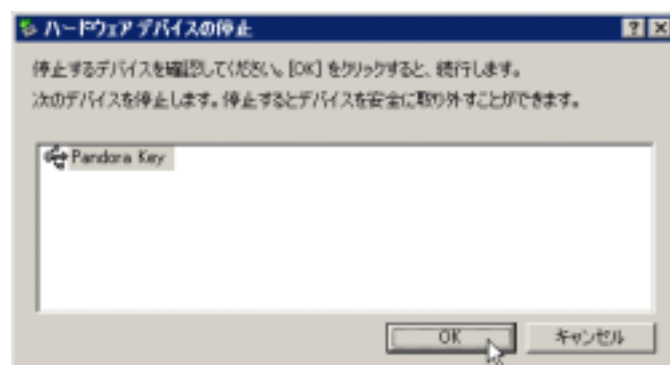 ハードウェア デバイスの停止
停止するデバイスを確認してください。[OK] をクリックすると、続行します。
次のデバイスを停止します。停止するとデバイスを安全に取り外すことができます。
Pandora Key
OK
キャンセル